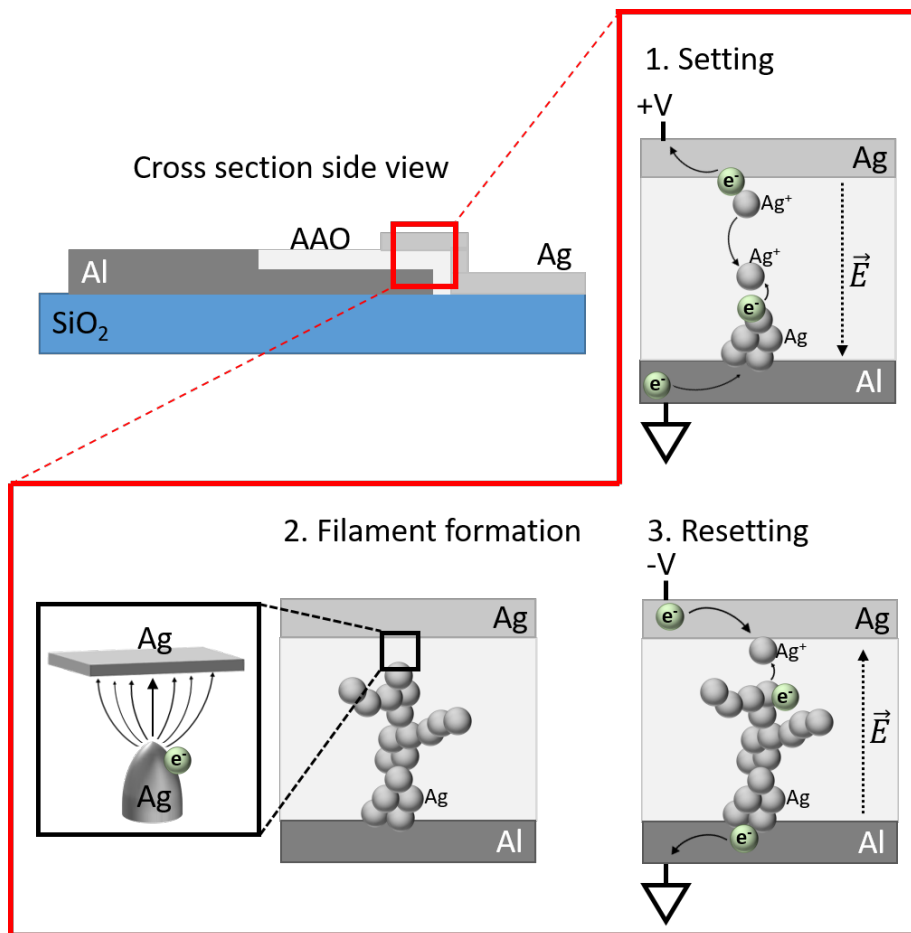 1. Setting
+V
Ag
e-
Ag⁺
Ag⁺
E⃗
e-
Ag
e-
Al
Cross section side view
AAO
Al
Ag
SiO₂
2. Filament formation
Ag
Ag
e-
Ag
Ag
Al
3. Resetting
-V
e-
Ag
Ag⁺
e-
E⃗
Ag
e-
Al